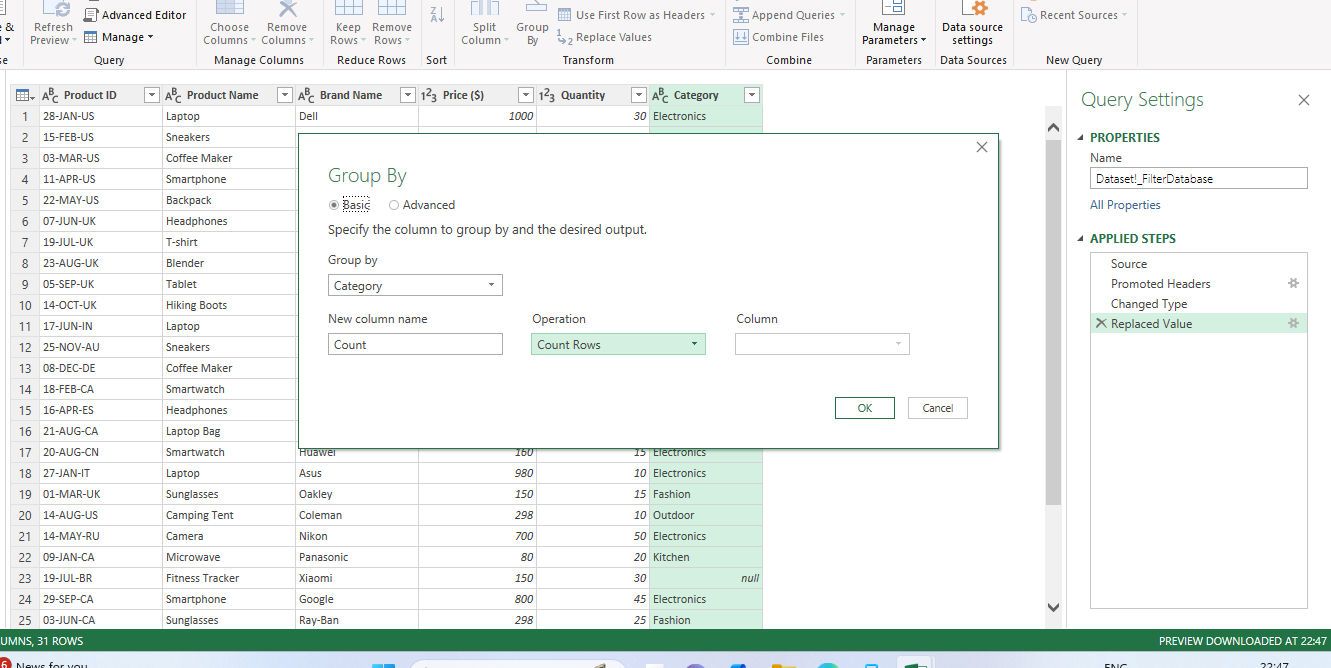 Refresh Preview
Advanced Editor
Manage
Query
Choose Columns
Remove Columns
Manage Columns
Keep Rows
Remove Rows
Reduce Rows
Sort
Split Column
Group By
Use First Row as Headers
1 2 Replace Values
Transform
Append Queries
Combine Files
Combine
Manage Parameters
Parameters
Data source settings
Data Sources
Recent Sources
New Query
ABC Product ID ABC Product Name ABC Brand Name 123 Price ($) 123 Quantity ABC Category
1 28-JAN-US Laptop Dell 1000 30 Electronics
2 15-FEB-US Sneakers
3 03-MAR-US Coffee Maker
4 11-APR-US Smartphone
5 22-MAY-US Backpack
6 07-JUN-UK Headphones
7 19-JUL-UK T-shirt
8 23-AUG-UK Blender
9 05-SEP-UK Tablet
10 14-OCT-UK Hiking Boots
11 17-JUN-IN Laptop
12 25-NOV-AU Sneakers
13 08-DEC-DE Coffee Maker
14 18-FEB-CA Smartwatch
15 16-APR-ES Headphones
16 21-AUG-CA Laptop Bag
17 20-AUG-CN Smartwatch Huawei 160 15 Electronics
18 27-JAN-IT Laptop Asus 980 10 Electronics
19 01-MAR-UK Sunglasses Oakley 150 15 Fashion
20 14-AUG-US Camping Tent Coleman 298 10 Outdoor
21 14-MAY-RU Camera Nikon 700 50 Electronics
22 09-JAN-CA Microwave Panasonic 80 20 Kitchen
23 19-JUL-BR Fitness Tracker Xiaomi 150 30 null
24 29-SEP-CA Smartphone Google 800 45 Electronics
25 03-JUN-CA Sunglasses Ray-Ban 298 25 Fashion
Group By
Basic Advanced
Specify the column to group by and the desired output.
Group by
Category
New column name Operation Column
Count Count Rows
OK Cancel
Query Settings
PROPERTIES
Name
Dataset!_FilterDatabase
All Properties
APPLIED STEPS
Source
Promoted Headers
Changed Type
Replaced Value
UMNS, 31 ROWS
PREVIEW DOWNLOADED AT 22:47
6 News for you
ENG
22:47